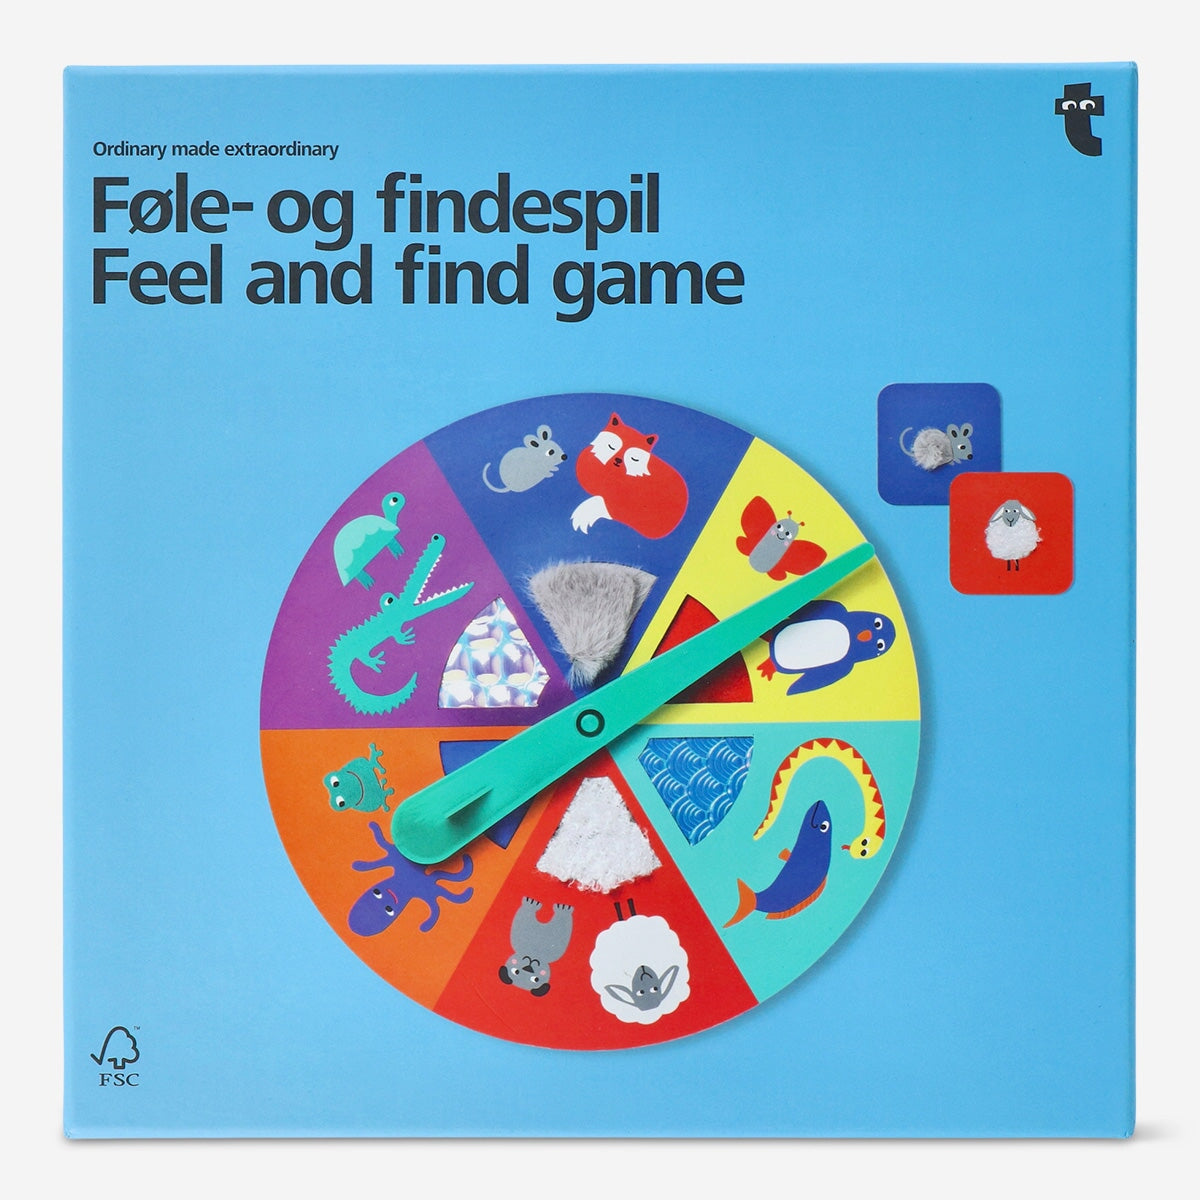 Ordinary made extraordinary
Føle- og findespil
Feel and find game
t
FSC